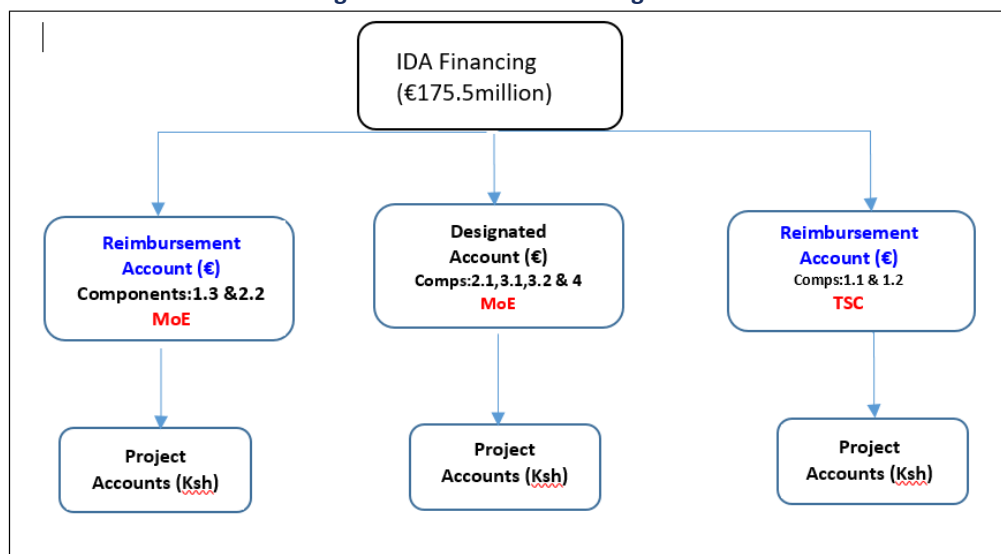 IDA Financing
(€175.5million)
Reimbursement
Account (€)
Components:1.3 &2.2
MoE
Designated
Account (€)
Comps:2.1,3.1,3.2 & 4
MoE
Reimbursement
Account (€)
Comps:1.1 & 1.2
TSC
Project
Accounts (Ksh)
Project
Accounts (Ksh)
Project
Accounts (Ksh)